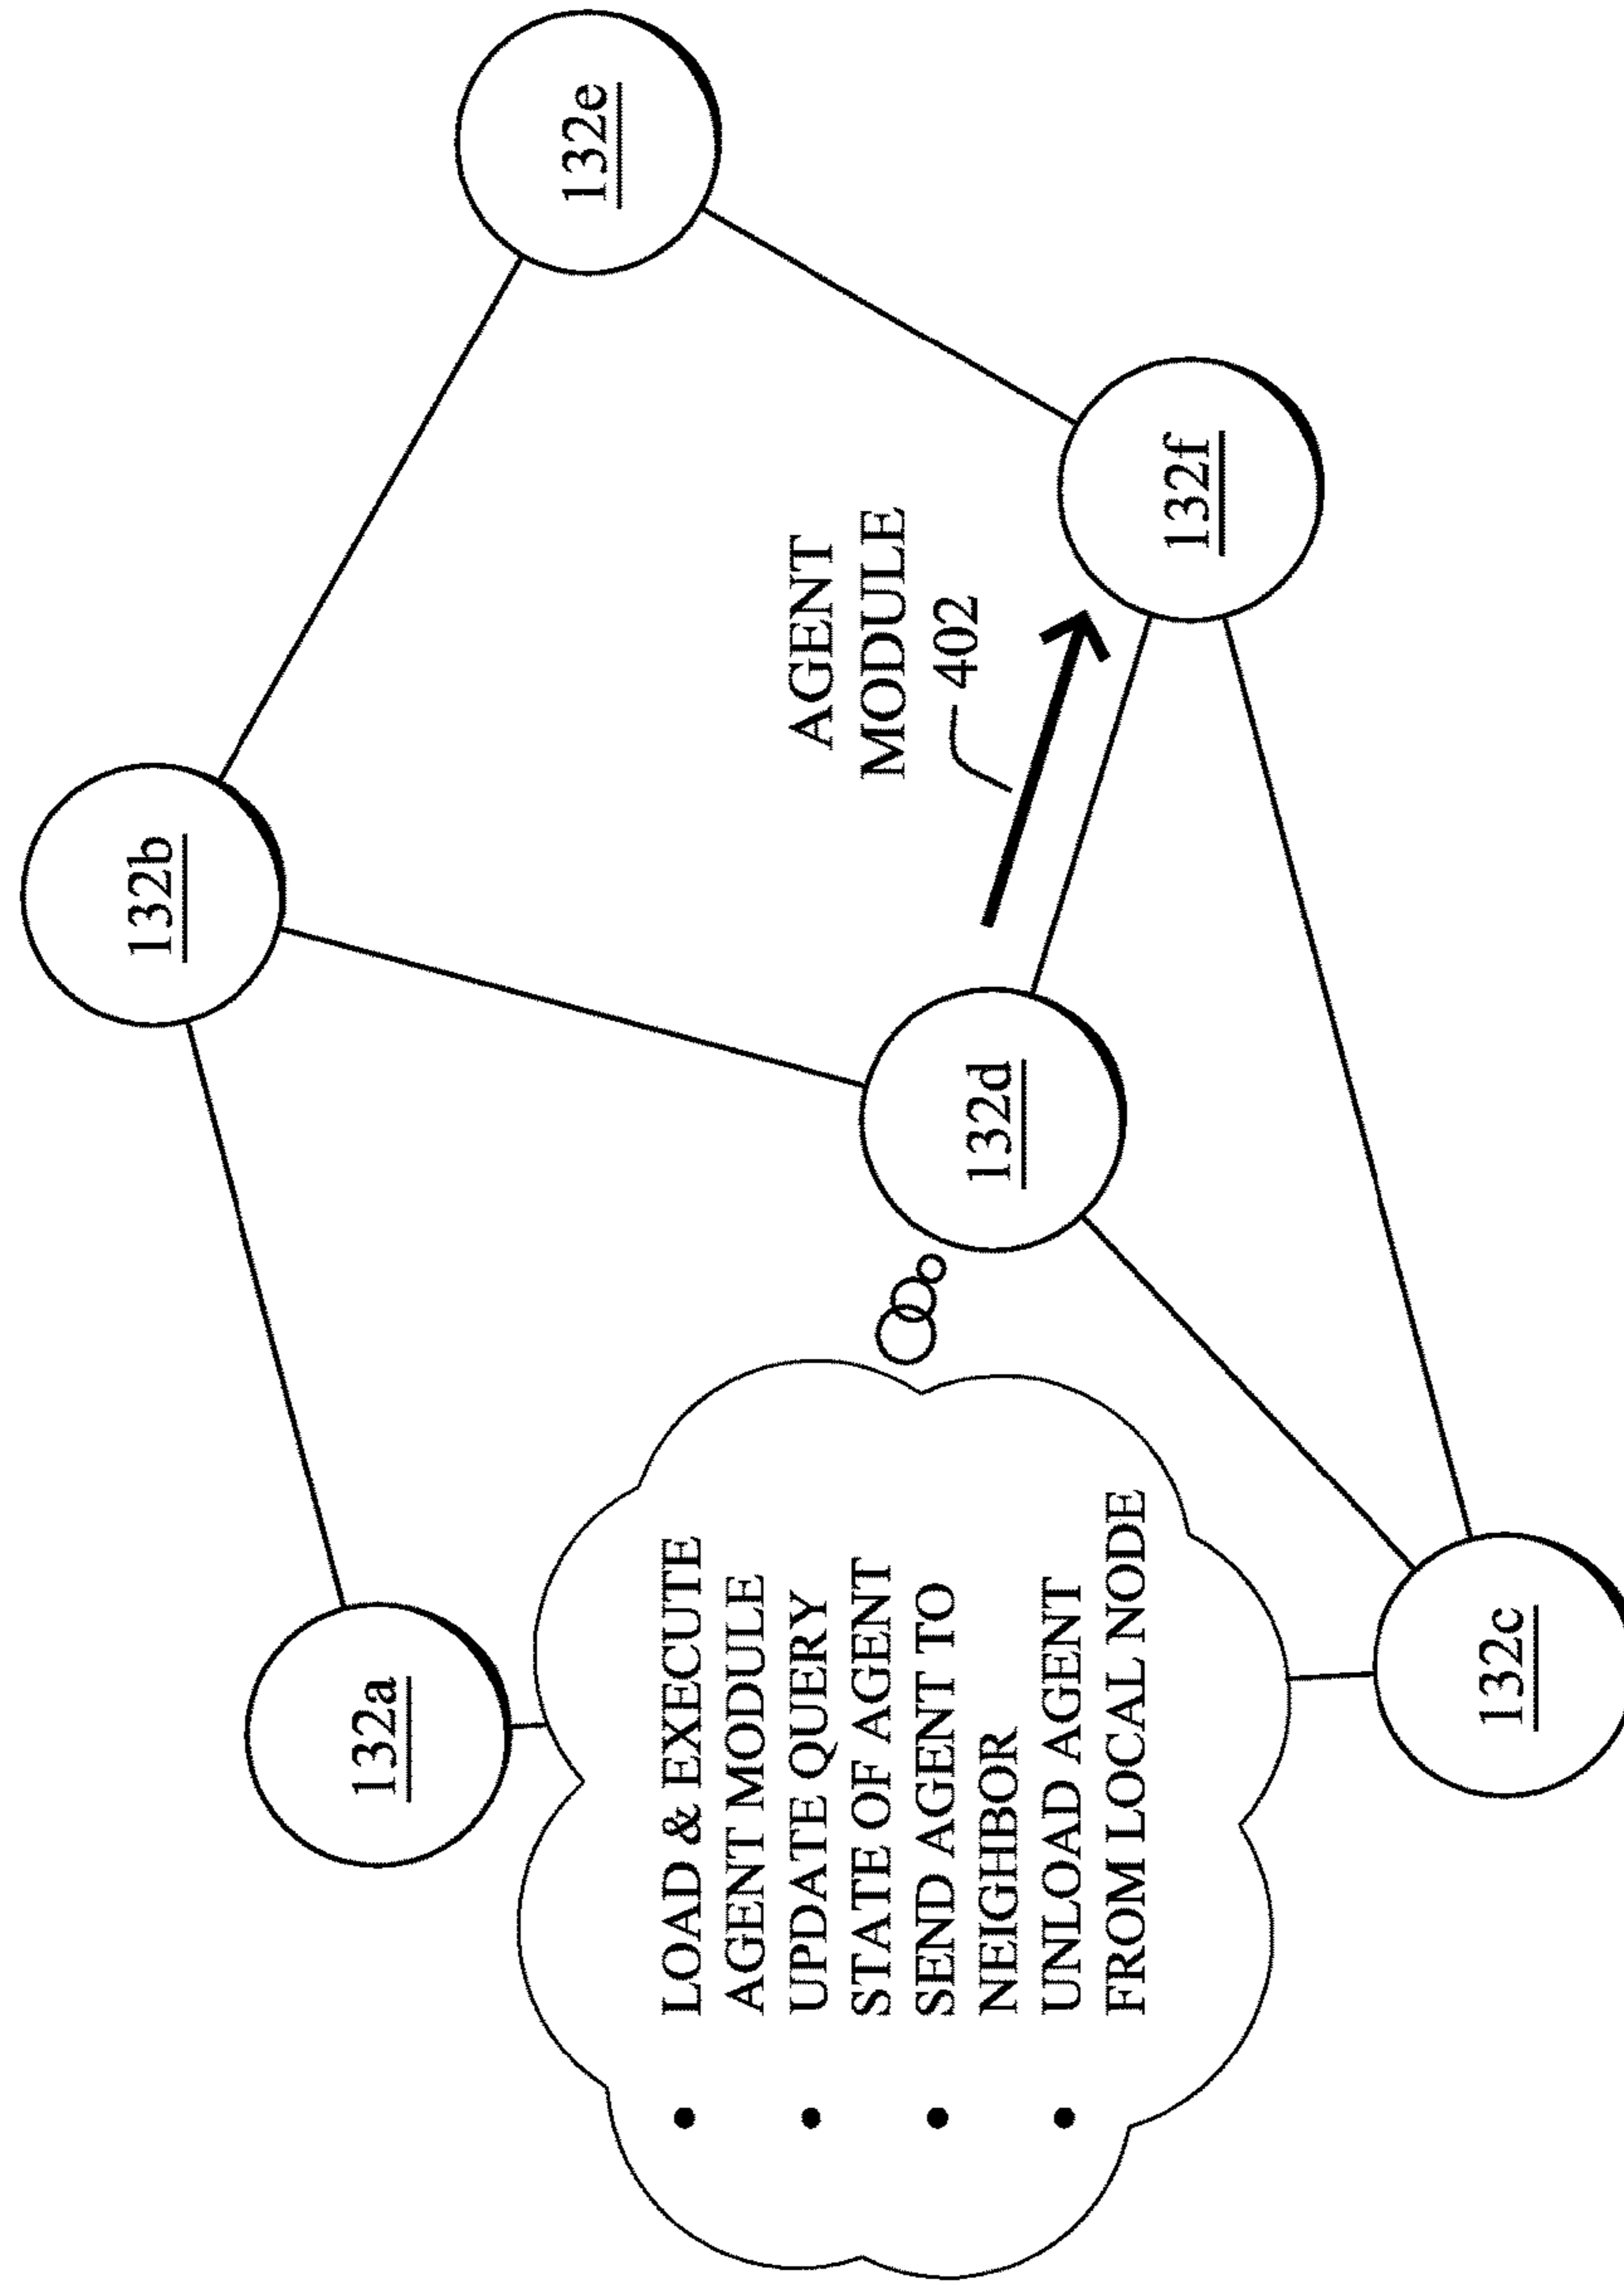 132a
132b
132e
AGENT
MODULE
402
132d
132f
• LOAD & EXECUTE
AGENT MODULE
• UPDATE QUERY
STATE OF AGENT
• SEND AGENT TO
NEIGHBOR
• UNLOAD AGENT
FROM LOCAL NODE
132c